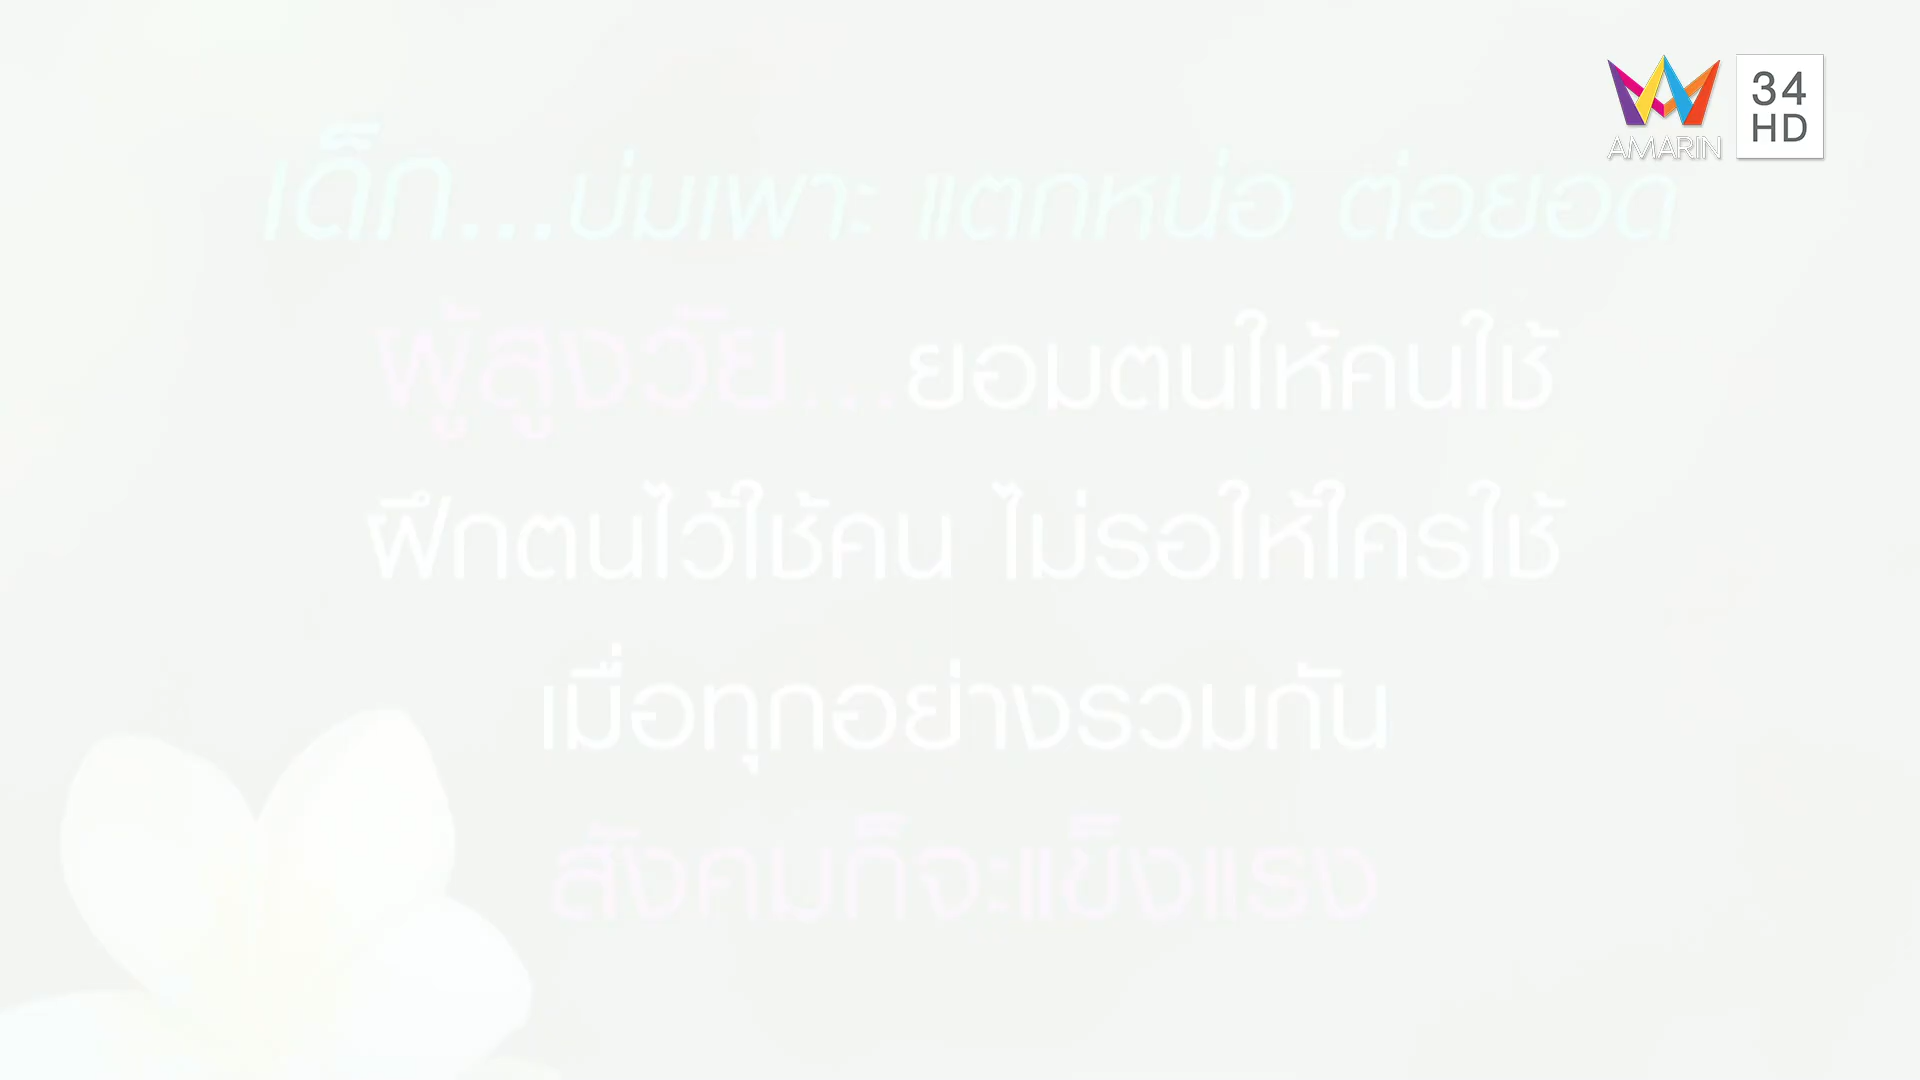 AMARIN
34
HD
เด็ก...บ่มเพาะ แตกหน่อ ต่อยอด
ผู้สูงวัย...ยอมตนให้คนใช้
ฝึกตนไว้ใช้คน ไม่รอให้ใครใช้
เมื่อทุกอย่างรวมกัน
สังคมก็จะแข็งแรง